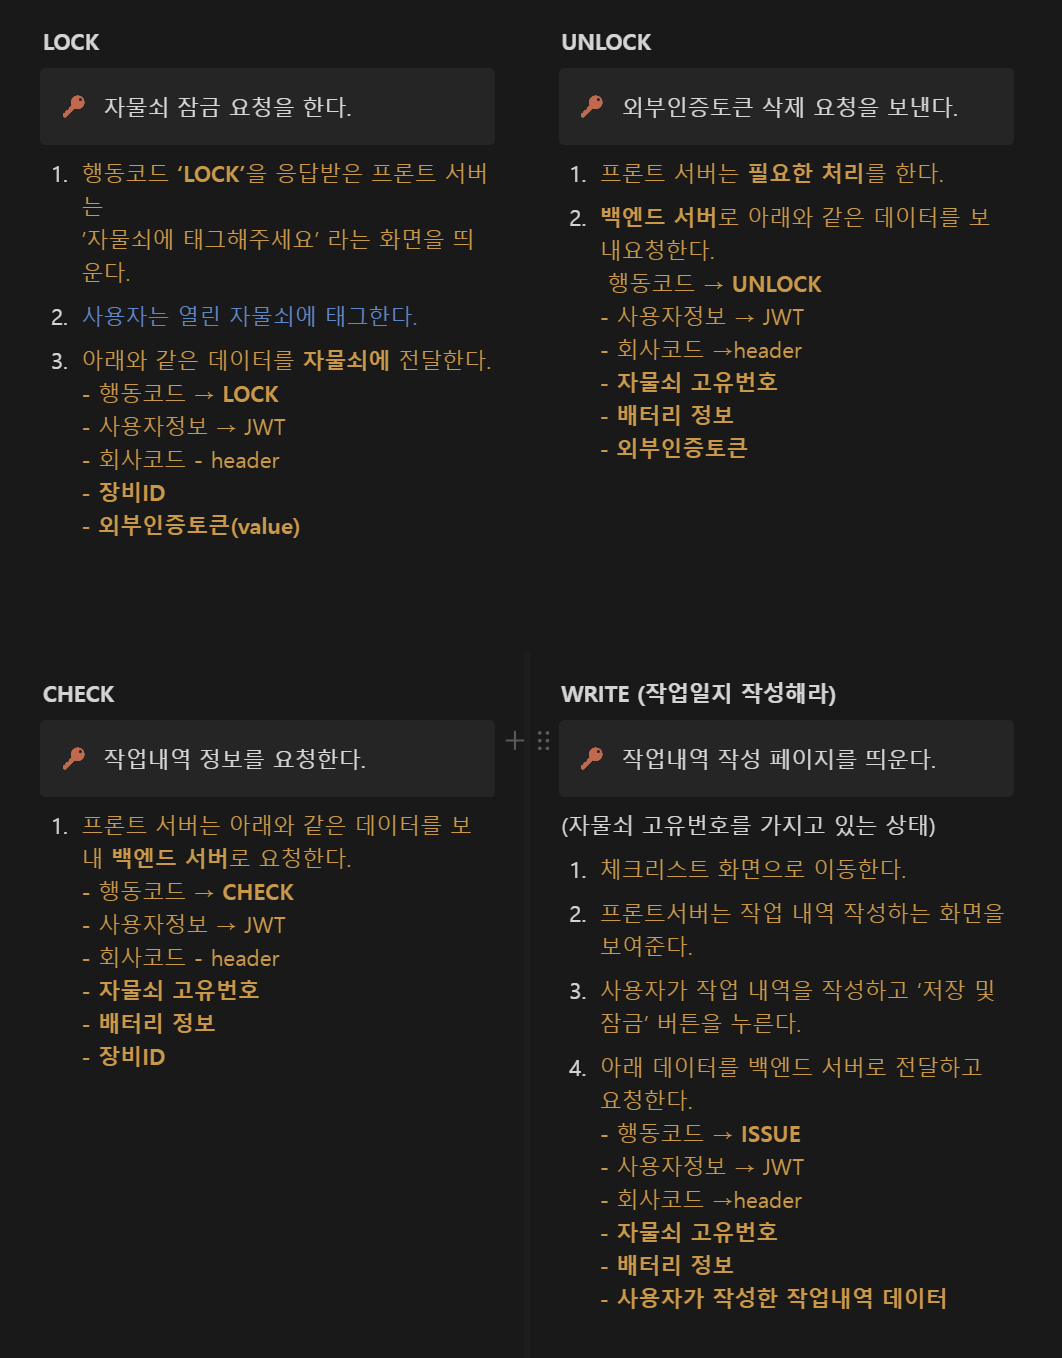 LOCK
자물쇠 잠금 요청을 한다.
1. 행동코드 ‘LOCK’을 응답받은 프론트 서버
는
’자물쇠에 태그해주세요’ 라는 화면을 띄
운다.
2. 사용자는 열린 자물쇠에 태그한다.
3. 아래와 같은 데이터를 자물쇠에 전달한다.
- 행동코드 → LOCK
- 사용자정보 → JWT
- 회사코드 - header
- 장비ID
- 외부인증토큰(value)
UNLOCK
외부인증토큰 삭제 요청을 보낸다.
1. 프론트 서버는 필요한 처리를 한다.
2. 백엔드 서버로 아래와 같은 데이터를 보
내요청한다.
행동코드 → UNLOCK
- 사용자정보 → JWT
- 회사코드 →header
- 자물쇠 고유번호
- 배터리 정보
- 외부인증토큰
CHECK
작업내역 정보를 요청한다.
1. 프론트 서버는 아래와 같은 데이터를 보
내 백엔드 서버로 요청한다.
- 행동코드 → CHECK
- 사용자정보 → JWT
- 회사코드 - header
- 자물쇠 고유번호
- 배터리 정보
- 장비ID
WRITE (작업일지 작성해라)
작업내역 작성 페이지를 띄운다.
(자물쇠 고유번호를 가지고 있는 상태)
1. 체크리스트 화면으로 이동한다.
2. 프론트서버는 작업 내역 작성하는 화면을
보여준다.
3. 사용자가 작업 내역을 작성하고 ‘저장 및
잠금’ 버튼을 누른다.
4. 아래 데이터를 백엔드 서버로 전달하고
요청한다.
- 행동코드 → ISSUE
- 사용자정보 → JWT
- 회사코드 →header
- 자물쇠 고유번호
- 배터리 정보
- 사용자가 작성한 작업내역 데이터